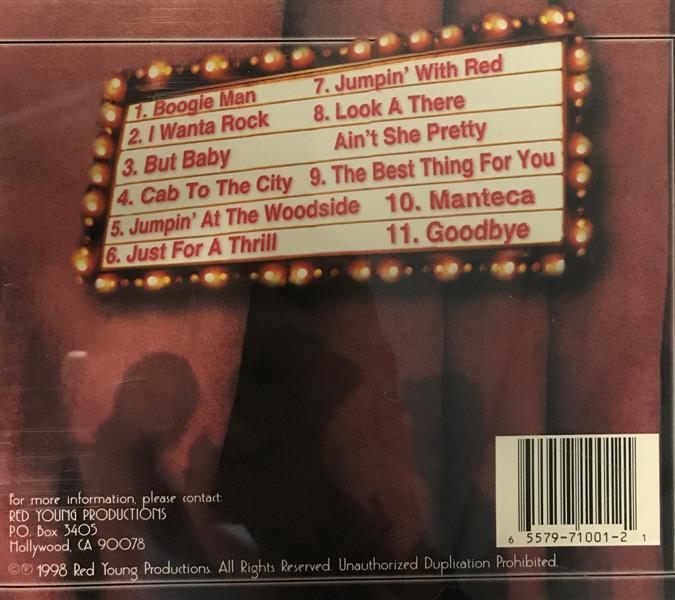 1. Boogie Man
2. I Wanta Rock
3. But Baby
4. Cab To The City
5. Jumpin' At The Woodside
6. Just For A Thrill
7. Jumpin' With Red
8. Look A There
Ain't She Pretty
9. The Best Thing For You
10. Manteca
11. Goodbye
For more information, please contact:
RED YOUNG PRODUCTIONS
P.O. Box 3405
Hollywood, CA 90078
©℗ 1998 Red Young Productions. All Rights Reserved. Unauthorized Duplication Prohibited.
6 5579-71001-2 1